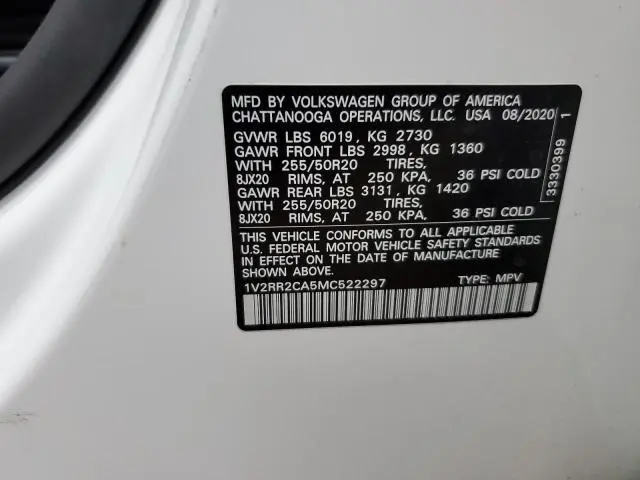 MFD BY VOLKSWAGEN GROUP OF AMERICA
CHATTANOOGA OPERATIONS, LLC. USA 08/2020
GVWR LBS 6019, KG 2730
GAWR FRONT LBS 2998, KG 1360
WITH 255/50R20 TIRES,
8JX20 RIMS, AT 250 KPA, 36 PSI COLD
GAWR REAR LBS 3131, KG 1420
WITH 255/50R20 TIRES,
8JX20 RIMS, AT 250 KPA, 36 PSI COLD
THIS VEHICLE CONFORMS TO ALL APPLICABLE
U.S. FEDERAL MOTOR VEHICLE SAFETY STANDARDS
IN EFFECT ON THE DATE OF MANUFACTURE
SHOWN ABOVE.
1V2RR2CA5MC522297 TYPE: MPV
3330399 1